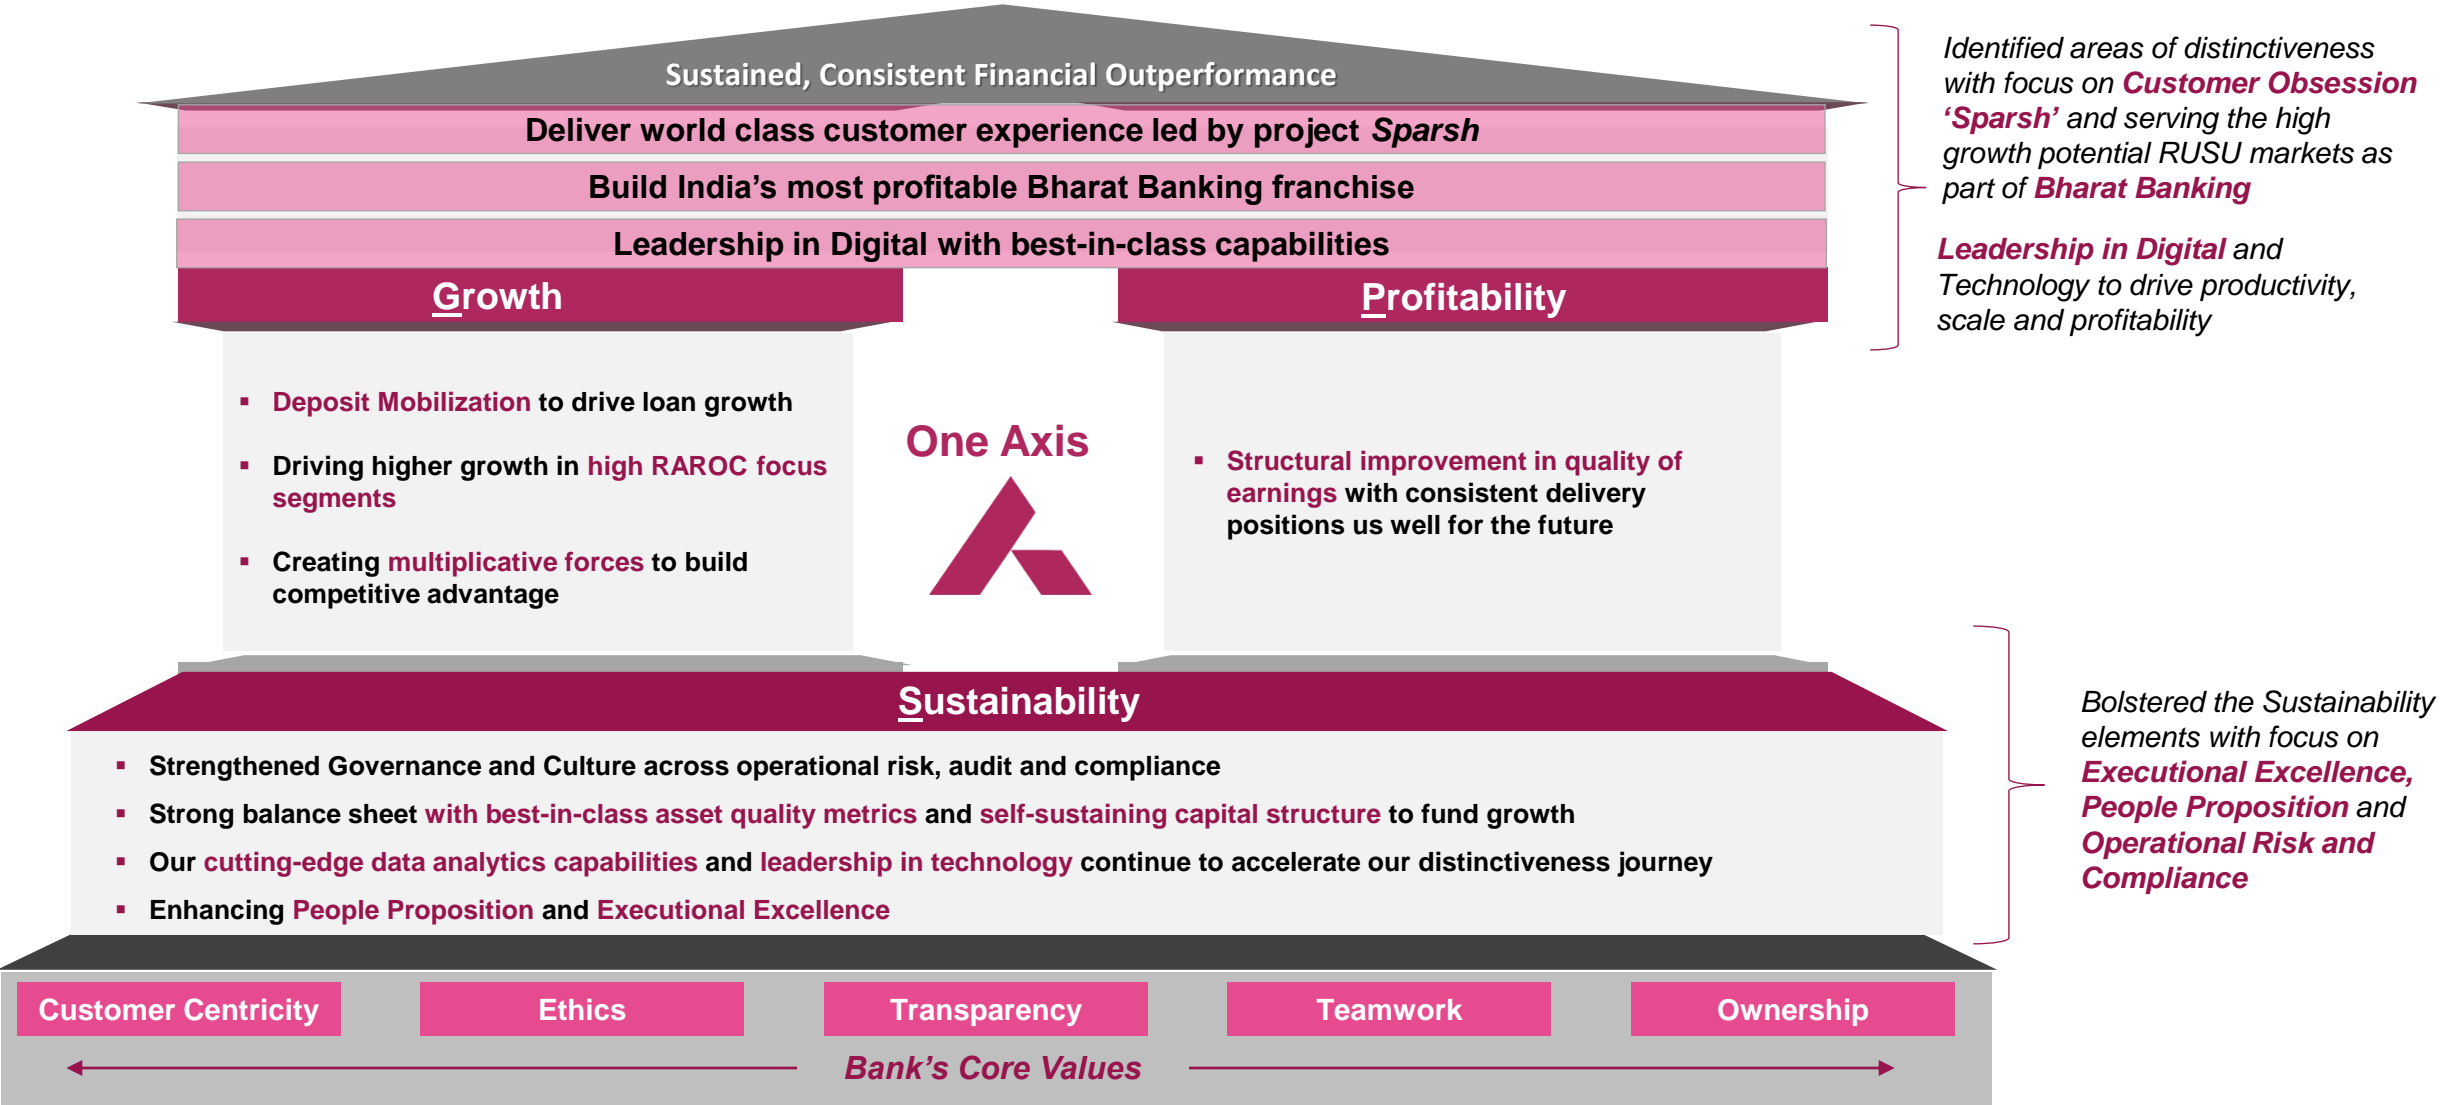 Sustained, Consistent Financial Outperformance
Deliver world class customer experience led by project Sparsh
Build India’s most profitable Bharat Banking franchise
Leadership in Digital with best-in-class capabilities
Identified areas of distinctiveness
with focus on Customer Obsession
‘Sparsh’ and serving the high
growth potential RUSU markets as
part of Bharat Banking
Leadership in Digital and
Technology to drive productivity,
scale and profitability
Growth
▪ Deposit Mobilization to drive loan growth
▪ Driving higher growth in high RAROC focus
segments
▪ Creating multiplicative forces to build
competitive advantage
One Axis
Profitability
▪ Structural improvement in quality of
earnings with consistent delivery
positions us well for the future
Sustainability
▪ Strengthened Governance and Culture across operational risk, audit and compliance
▪ Strong balance sheet with best-in-class asset quality metrics and self-sustaining capital structure to fund growth
▪ Our cutting-edge data analytics capabilities and leadership in technology continue to accelerate our distinctiveness journey
▪ Enhancing People Proposition and Executional Excellence
Bolstered the Sustainability
elements with focus on
Executional Excellence,
People Proposition and
Operational Risk and
Compliance
Customer Centricity
Ethics
Transparency
Teamwork
Ownership
Bank’s Core Values